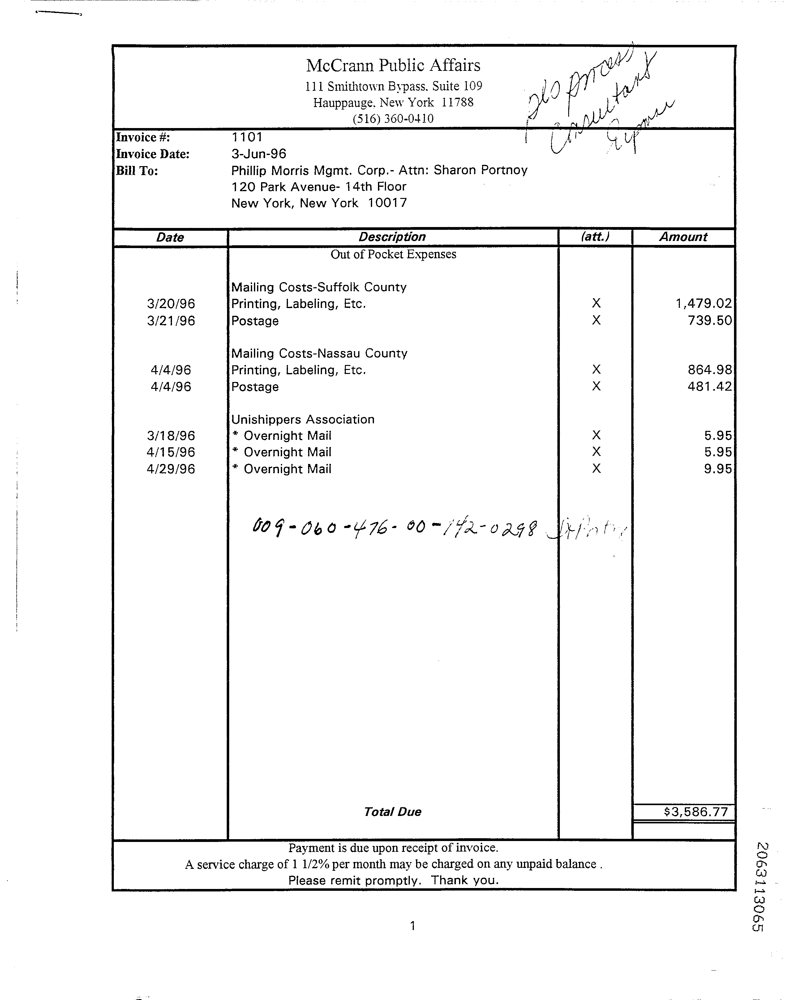 McCrann Public Affairs
111 Smithtown Bypass, Suite 109
Hauppauge, New York 11788
(516) 360-0410
pls process
Consultant
Expense
Invoice #: 1101
Invoice Date: 3-Jun-96
Bill To: Phillip Morris Mgmt. Corp.- Attn: Sharon Portnoy
120 Park Avenue- 14th Floor
New York, New York 10017
Date Description (att.) Amount
Out of Pocket Expenses
Mailing Costs-Suffolk County
3/20/96 Printing, Labeling, Etc. X 1,479.02
3/21/96 Postage X 739.50
Mailing Costs-Nassau County
4/4/96 Printing, Labeling, Etc. X 864.98
4/4/96 Postage X 481.42
Unishippers Association
3/18/96 * Overnight Mail X 5.95
4/15/96 * Overnight Mail X 5.95
4/29/96 * Overnight Mail X 9.95
009-060-476-00-142-0298
Total Due $3,586.77
Payment is due upon receipt of invoice.
A service charge of 1 1/2% per month may be charged on any unpaid balance .
Please remit promptly. Thank you.
1
2063113065